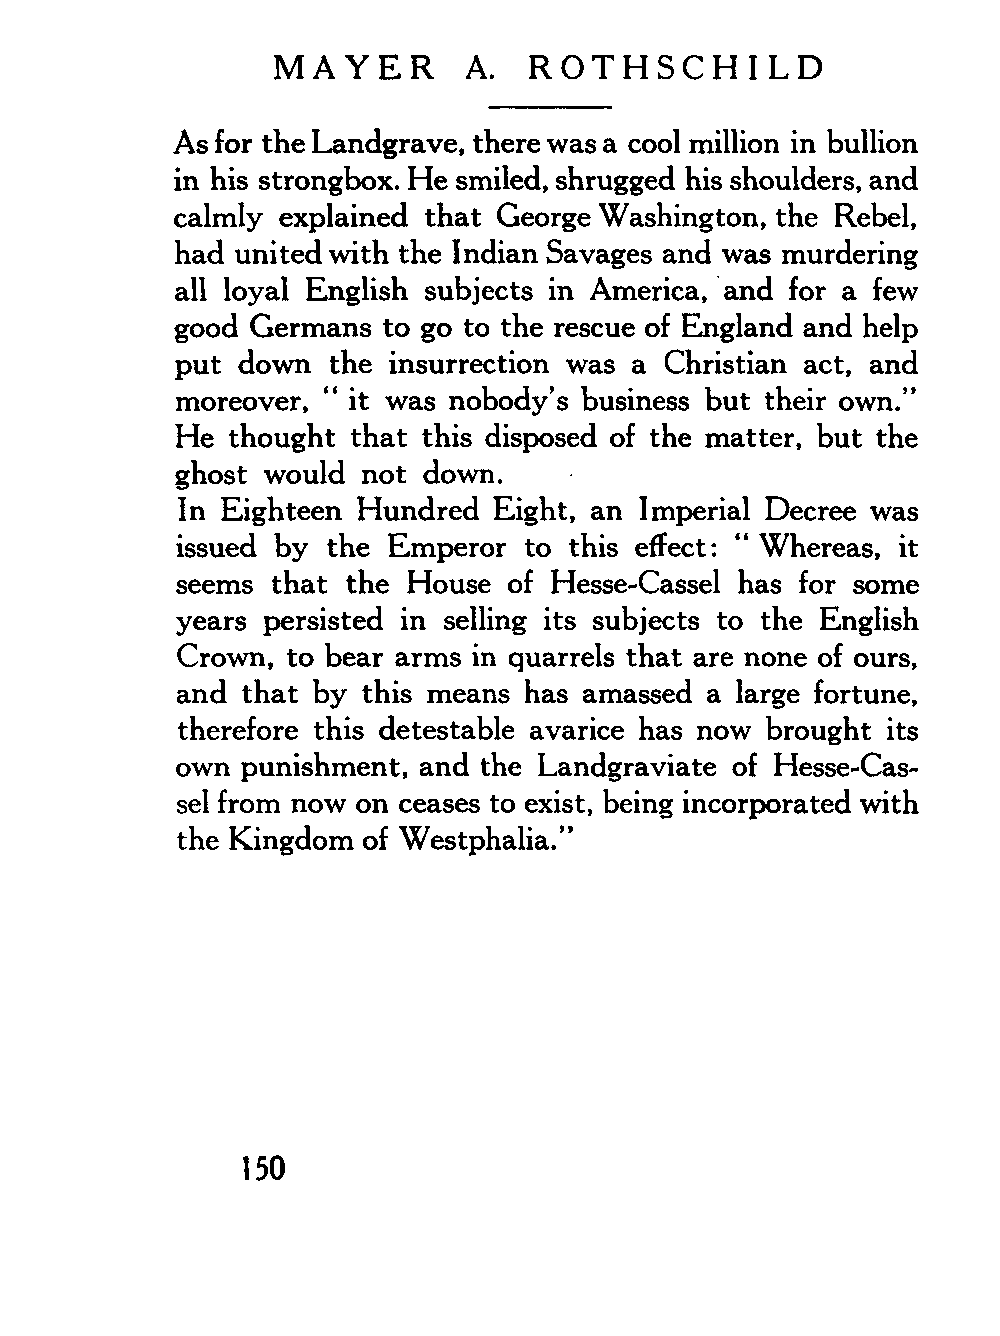 MAYER A. ROTHSCHILD
As for the Landgrave, there was a cool million in bullion
in his strongbox. He smiled, shrugged his shoulders, and
calmly explained that George Washington, the Rebel,
had united with the Indian Savages and was murdering
all loyal English subjects in America, and for a few
good Germans to go to the rescue of England and help
put down the insurrection was a Christian act, and
moreover, “ it was nobody’s business but their own.”
He thought that this disposed of the matter, but the
ghost would not down.
In Eighteen Hundred Eight, an Imperial Decree was
issued by the Emperor to this effect: “ Whereas, it
seems that the House of Hesse-Cassel has for some
years persisted in selling its subjects to the English
Crown, to bear arms in quarrels that are none of ours,
and that by this means has amassed a large fortune,
therefore this detestable avarice has now brought its
own punishment, and the Landgraviate of Hesse-Cas-
sel from now on ceases to exist, being incorporated with
the Kingdom of Westphalia.”
150